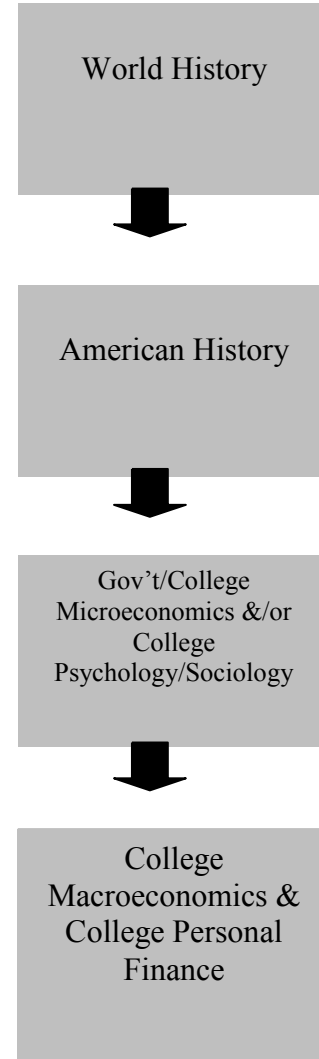 World History
American History
Gov’t/College
Microeconomics &/or
College
Psychology/Sociology
College
Macroeconomics &
College Personal
Finance